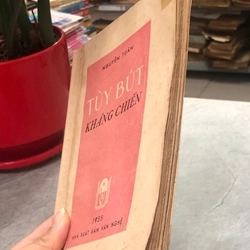 NGUYỄN TUÂN
TÙY BÚT
KHÁNG CHIẾN
1955
NHÀ XUẤT BẢN VĂN NGHỆ